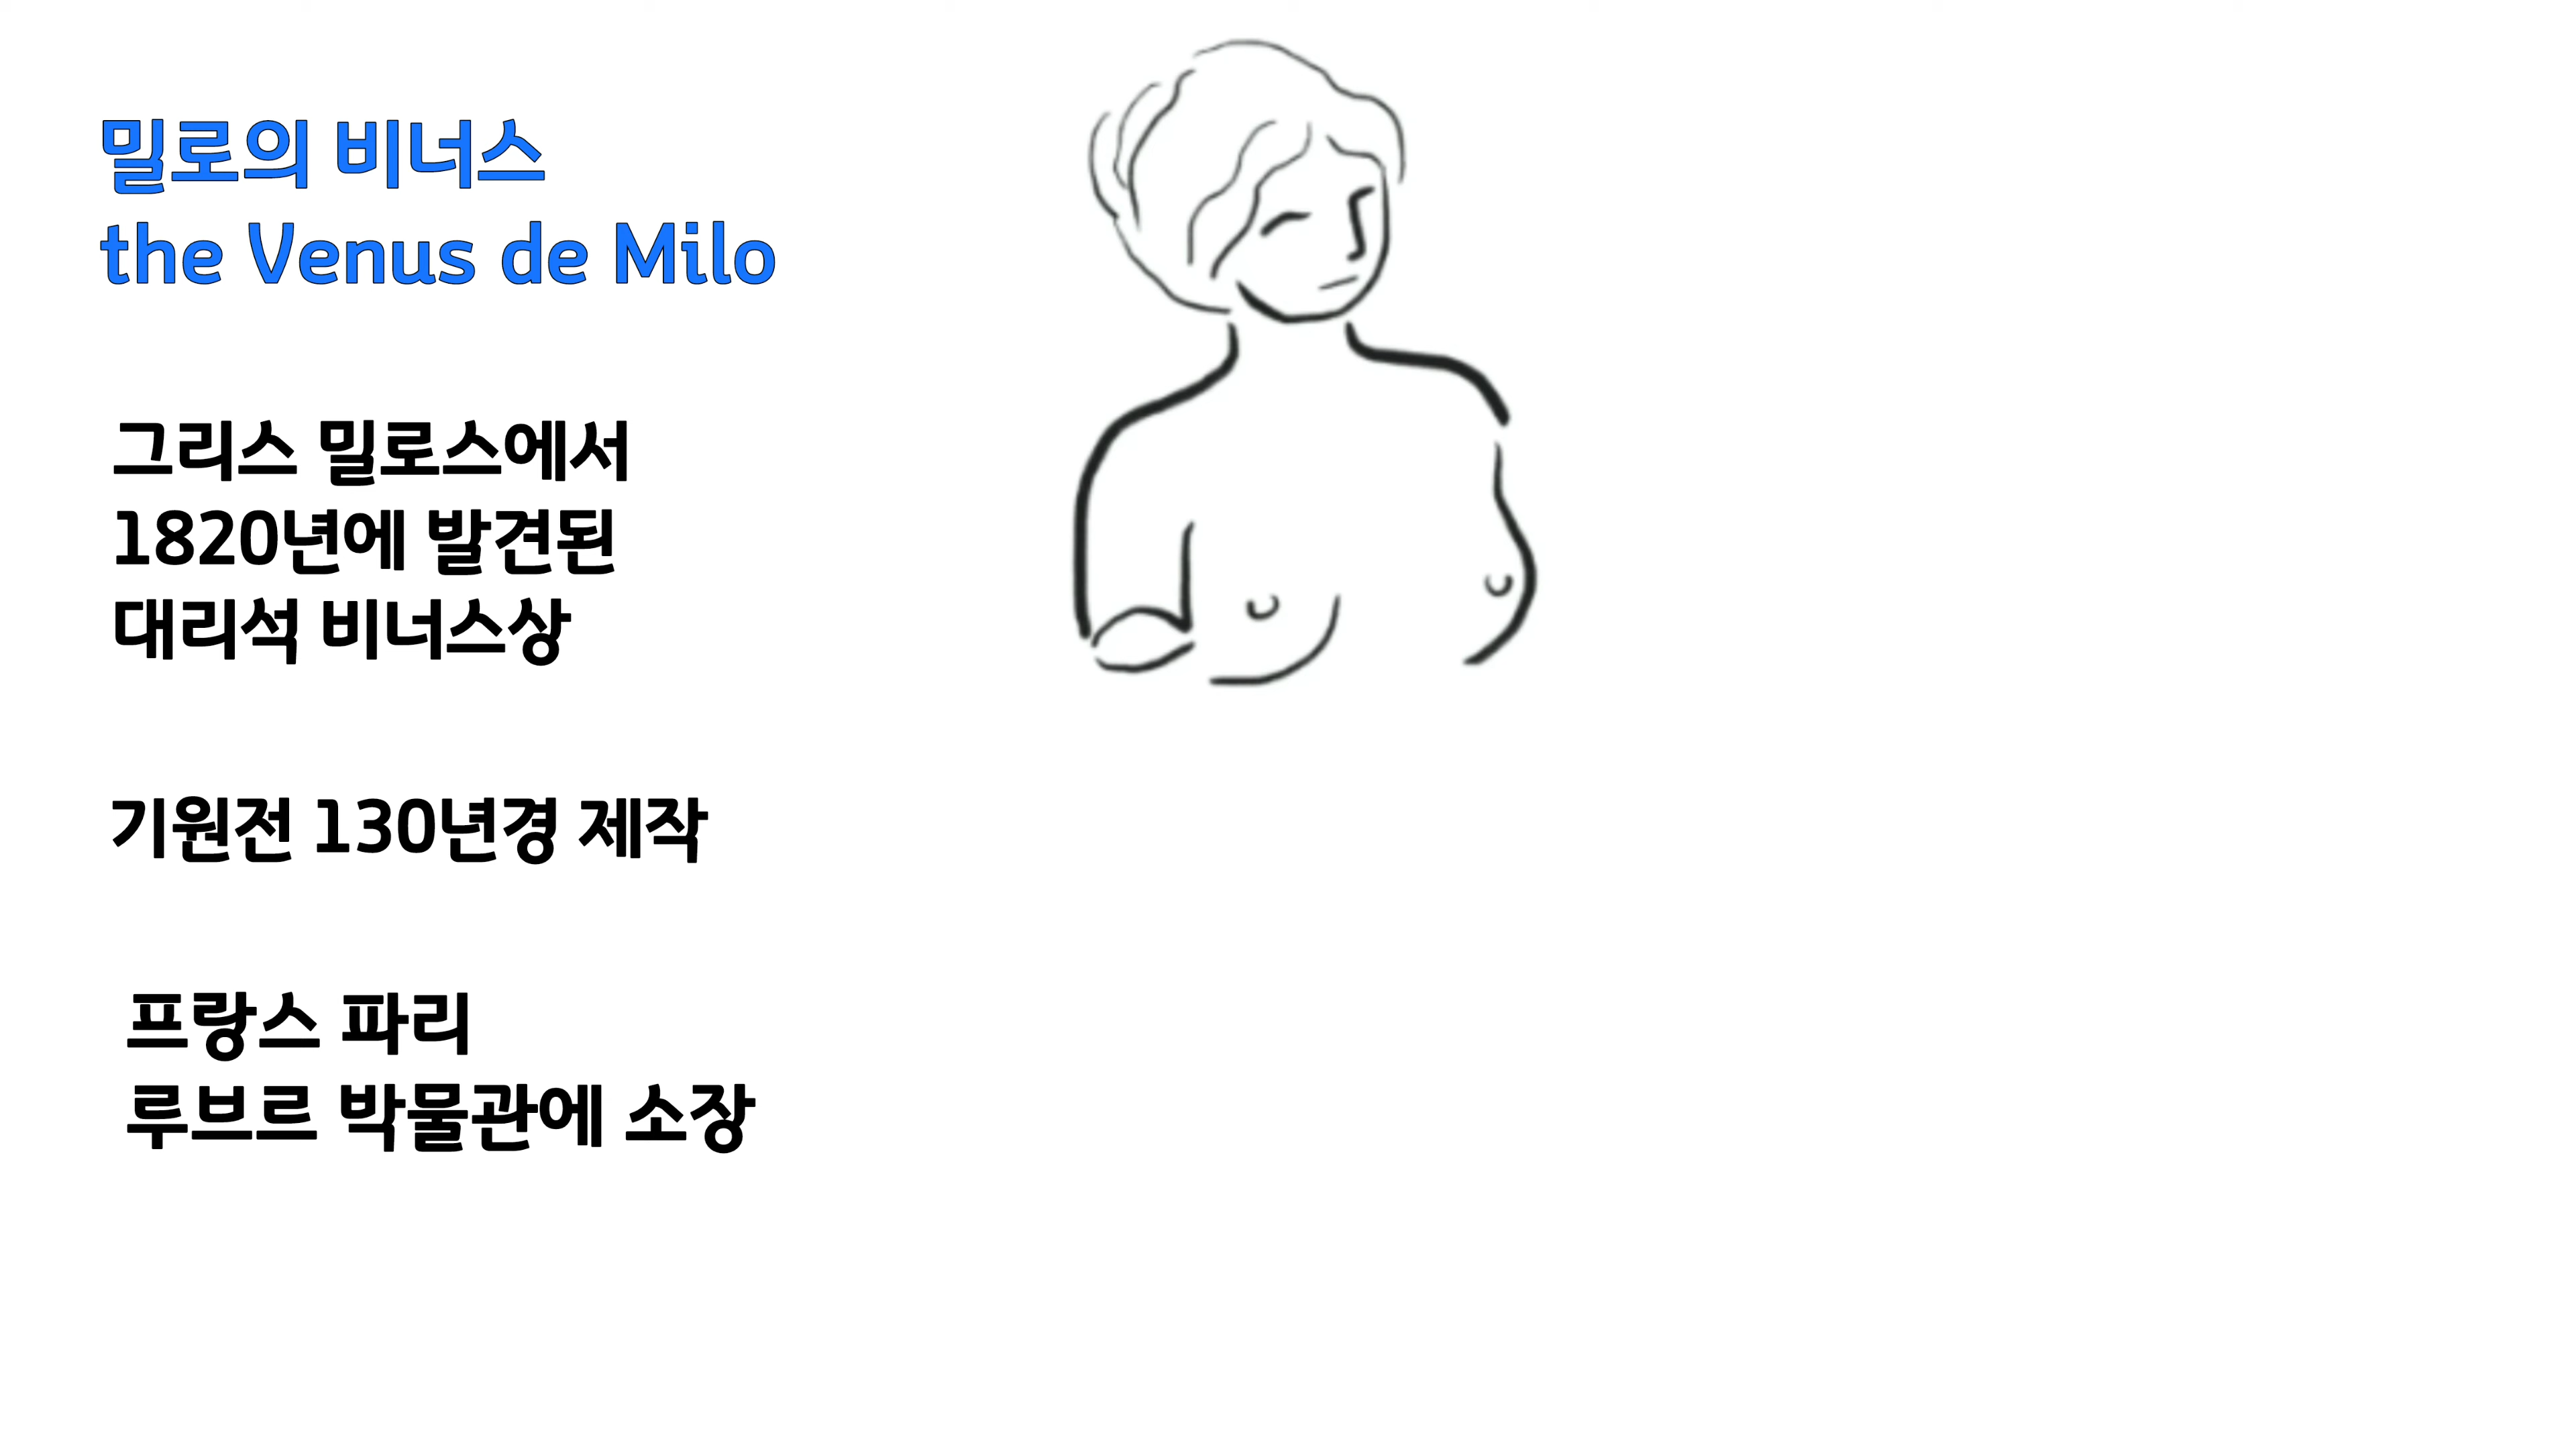 밀로의 비너스
the Venus de Milo
그리스 밀로스에서
1820년에 발견된
대리석 비너스상
기원전 130년경 제작
프랑스 파리
루브르 박물관에 소장